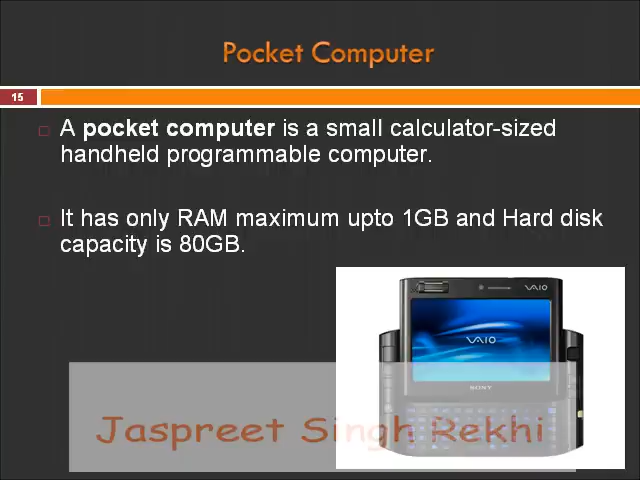 Pocket Computer
15
A pocket computer is a small calculator-sized
handheld programmable computer.
It has only RAM maximum upto 1GB and Hard disk
capacity is 80GB.
VAIO
VAIO
SONY
Jaspreet Singh Rekhi